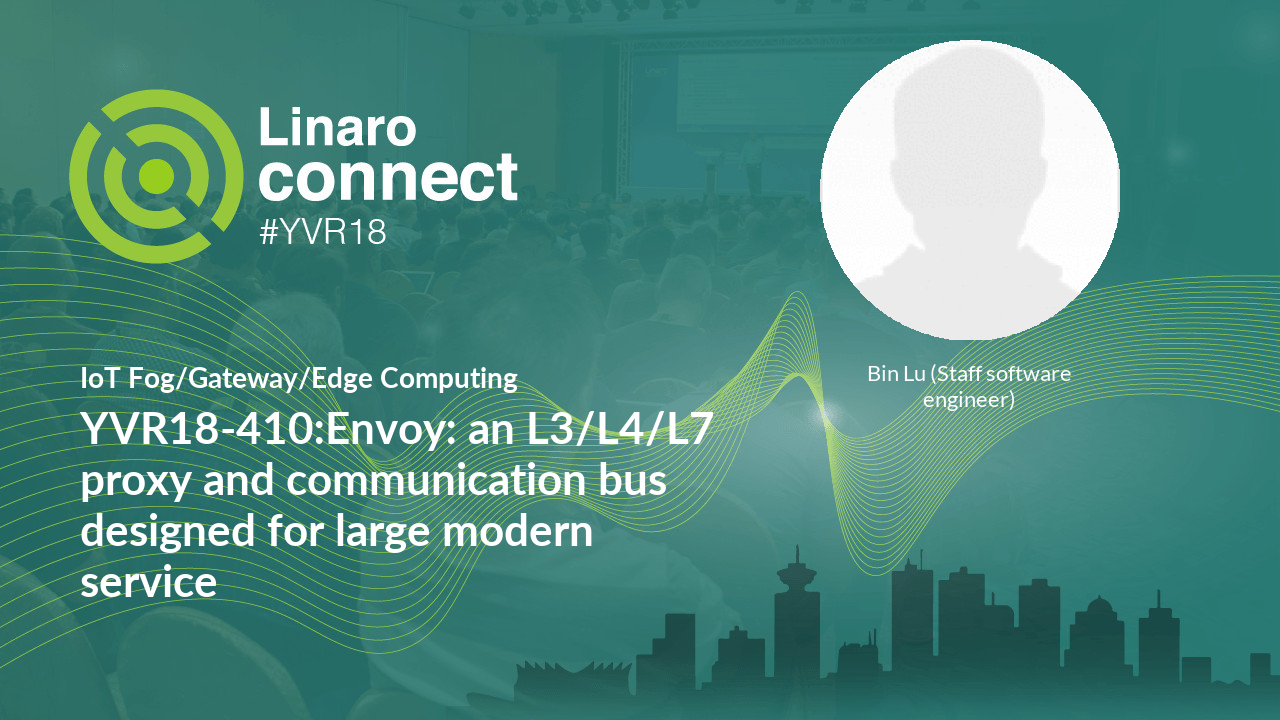 Linaro
connect
#YVR18
IoT Fog/Gateway/Edge Computing
YVR18-410:Envoy: an L3/L4/L7
proxy and communication bus
designed for large modern
service
Bin Lu (Staff software
engineer)